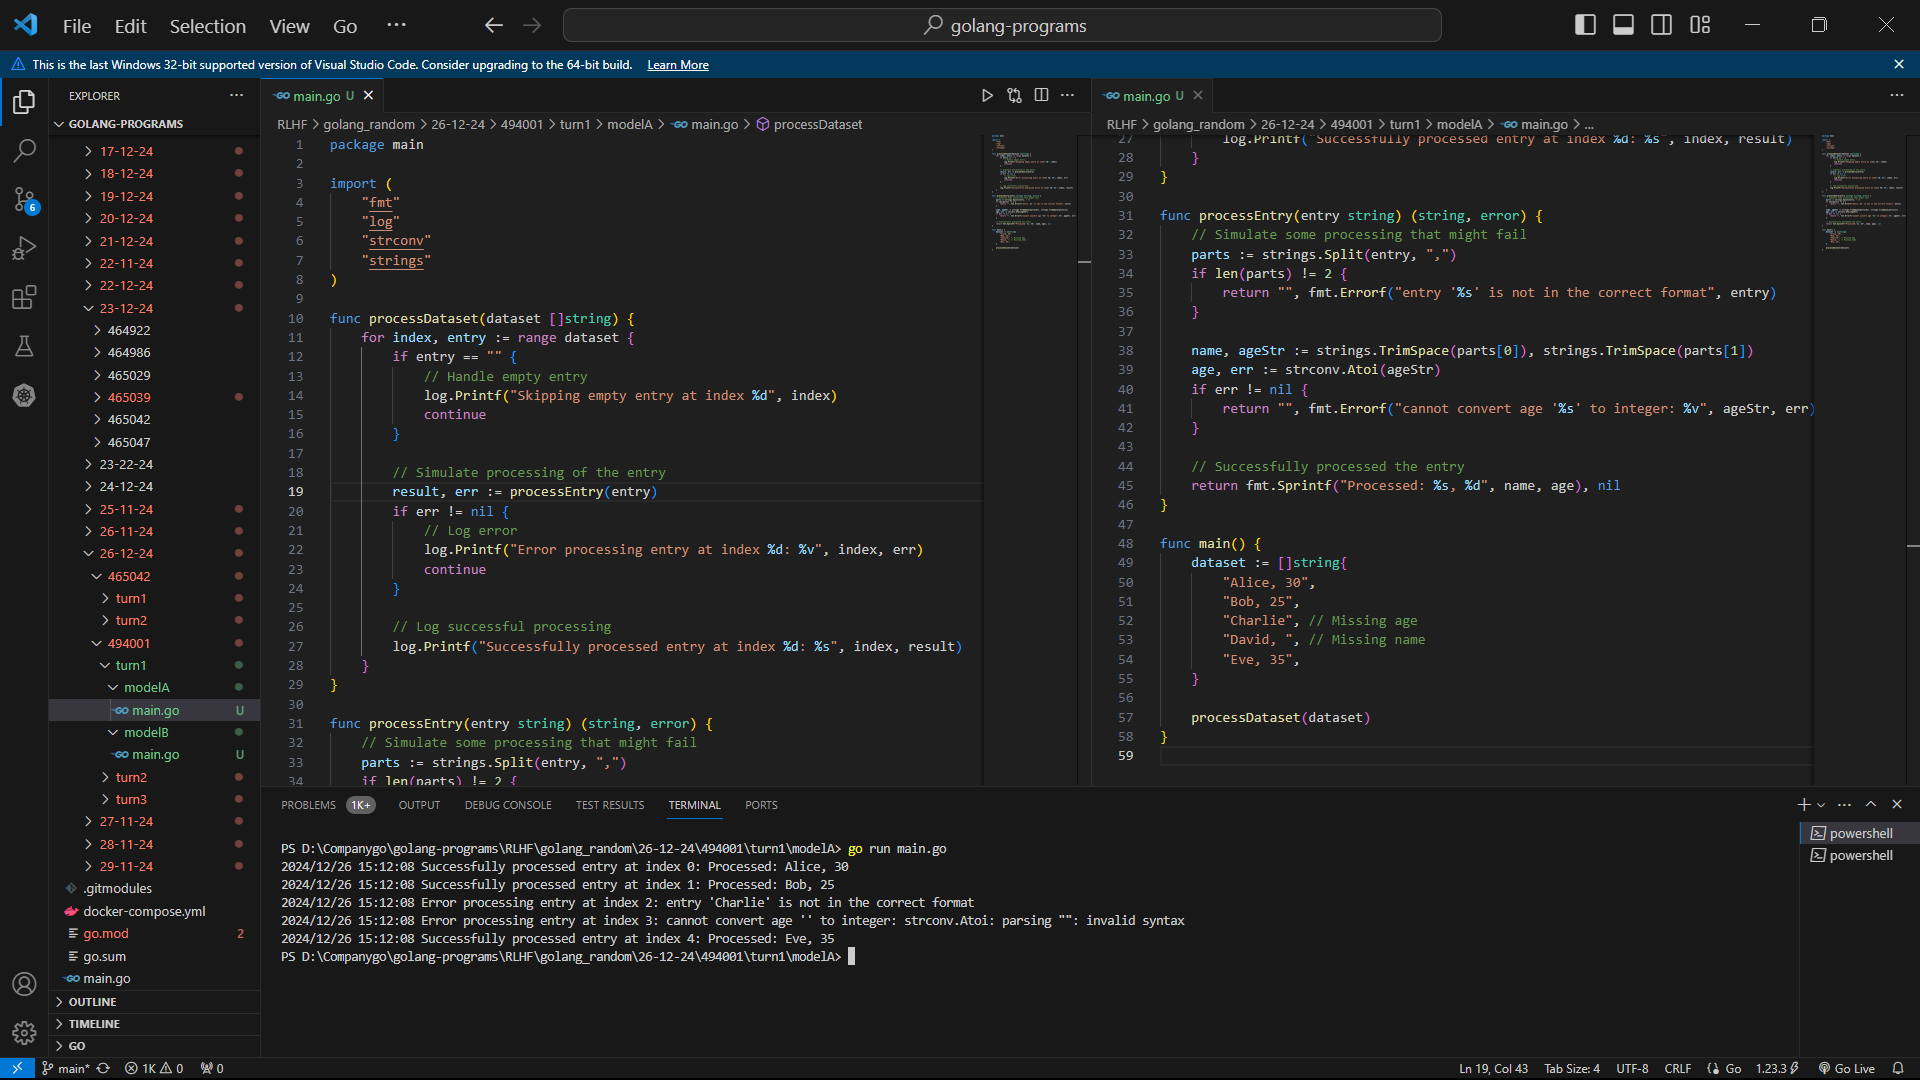 File Edit Selection View Go ···
golang-programs
This is the last Windows 32-bit supported version of Visual Studio Code. Consider upgrading to the 64-bit build. Learn More
EXPLORER
GOLANG-PROGRAMS
17-12-24
18-12-24
19-12-24
20-12-24
21-12-24
22-11-24
22-12-24
23-12-24
464922
464986
465029
465039
465042
465047
23-22-24
24-12-24
25-11-24
26-11-24
26-12-24
465042
turn1
turn2
494001
turn1
modelA
main.go U
modelB
main.go U
turn2
turn3
27-11-24
28-11-24
29-11-24
.gitmodules
docker-compose.yml
go.mod 2
go.sum
main.go
OUTLINE
TIMELINE
GO
6
main.go U
RLHF > golang_random > 26-12-24 > 494001 > turn1 > modelA > main.go > processDataset
1 package main
2
3 import (
4 "fmt"
5 "log"
6 "strconv"
7 "strings"
8 )
9
10 func processDataset(dataset []string) {
11 for index, entry := range dataset {
12 if entry == "" {
13 // Handle empty entry
14 log.Printf("Skipping empty entry at index %d", index)
15 continue
16 }
17
18 // Simulate processing of the entry
19 result, err := processEntry(entry)
20 if err != nil {
21 // Log error
22 log.Printf("Error processing entry at index %d: %v", index, err)
23 continue
24 }
25
26 // Log successful processing
27 log.Printf("Successfully processed entry at index %d: %s", index, result)
28 }
29 }
30
31 func processEntry(entry string) (string, error) {
32 // Simulate some processing that might fail
33 parts := strings.Split(entry, ",")
34 if len(parts) != 2 {
main.go U
RLHF > golang_random > 26-12-24 > 494001 > turn1 > modelA > main.go > ...
27 log.Printf("Successfully processed entry at index %d: %s", index, result)
28 }
29 }
30
31 func processEntry(entry string) (string, error) {
32 // Simulate some processing that might fail
33 parts := strings.Split(entry, ",")
34 if len(parts) != 2 {
35 return "", fmt.Errorf("entry '%s' is not in the correct format", entry)
36 }
37
38 name, ageStr := strings.TrimSpace(parts[0]), strings.TrimSpace(parts[1])
39 age, err := strconv.Atoi(ageStr)
40 if err != nil {
41 return "", fmt.Errorf("cannot convert age '%s' to integer: %v", ageStr, err)
42 }
43
44 // Successfully processed the entry
45 return fmt.Sprintf("Processed: %s, %d", name, age), nil
46 }
47
48 func main() {
49 dataset := []string{
50 "Alice, 30",
51 "Bob, 25",
52 "Charlie", // Missing age
53 "David, ", // Missing name
54 "Eve, 35",
55 }
56
57 processDataset(dataset)
58 }
59
PROBLEMS 1K+ OUTPUT DEBUG CONSOLE TEST RESULTS TERMINAL PORTS
PS D:\Companygo\golang-programs\RLHF\golang_random\26-12-24\494001\turn1\modelA> go run main.go
2024/12/26 15:12:08 Successfully processed entry at index 0: Processed: Alice, 30
2024/12/26 15:12:08 Successfully processed entry at index 1: Processed: Bob, 25
2024/12/26 15:12:08 Error processing entry at index 2: entry 'Charlie' is not in the correct format
2024/12/26 15:12:08 Error processing entry at index 3: cannot convert age '' to integer: strconv.Atoi: parsing "": invalid syntax
2024/12/26 15:12:08 Successfully processed entry at index 4: Processed: Eve, 35
PS D:\Companygo\golang-programs\RLHF\golang_random\26-12-24\494001\turn1\modelA>
powershell
powershell
main* 1K 0 0 Ln 19, Col 43 Tab Size: 4 UTF-8 CRLF Go 1.23.3 Go Live